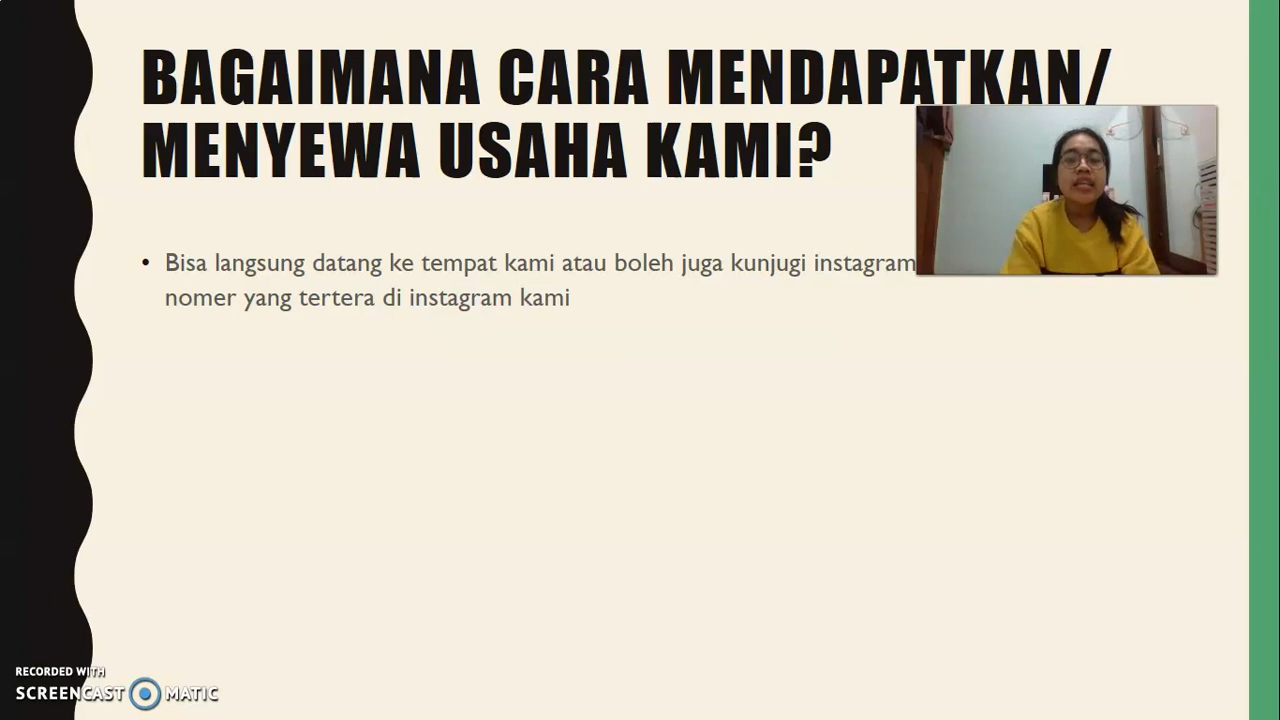 BAGAIMANA CARA MENDAPATKAN/
MENYEWA USAHA KAMI?
• Bisa langsung datang ke tempat kami atau boleh juga kunjugi instagram
nomer yang tertera di instagram kami
RECORDED WITH
SCREENCAST MATIC